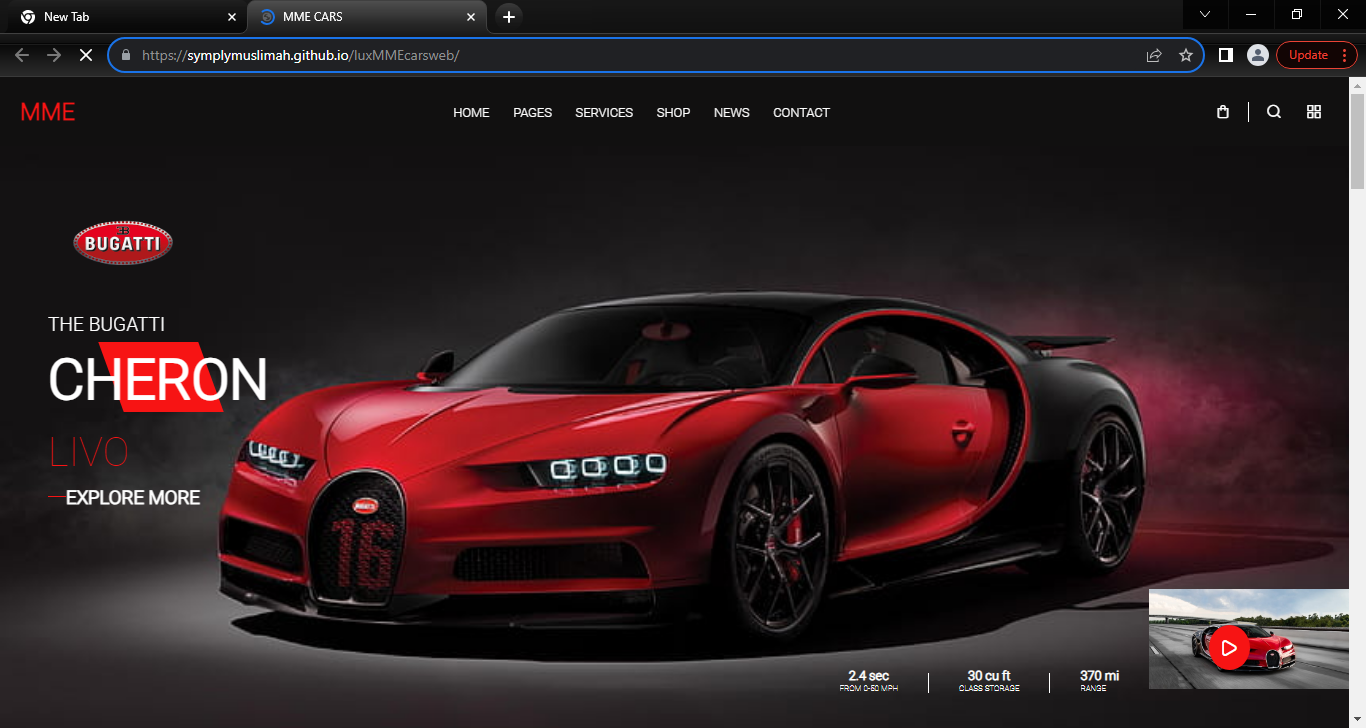 New Tab
MME CARS
https://symplymuslimah.github.io/luxMMEcarsweb/
Update
MME
HOME PAGES SERVICES SHOP NEWS CONTACT
BUGATTI
THE BUGATTI
CHERON
LIVO
EXPLORE MORE
16
2.4 sec
FROM 0-60 MPH
30 cu ft
CLASS STORAGE
370 mi
RANGE